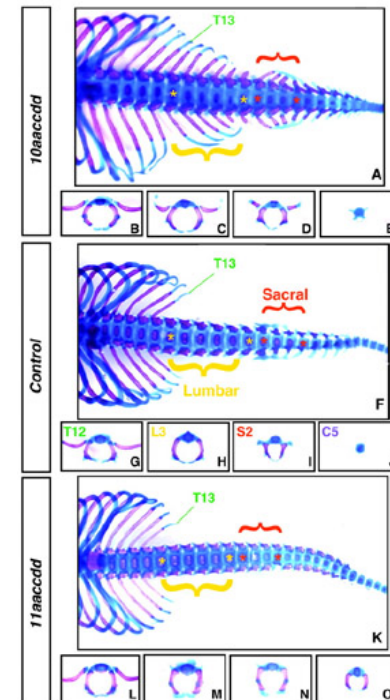 10aaccdd
T13
A
B
C
D
E
Control
T13
Sacral
Lumbar
F
T12
G
L3
H
S2
I
C5
11aaccdd
T13
K
L
M
N
O